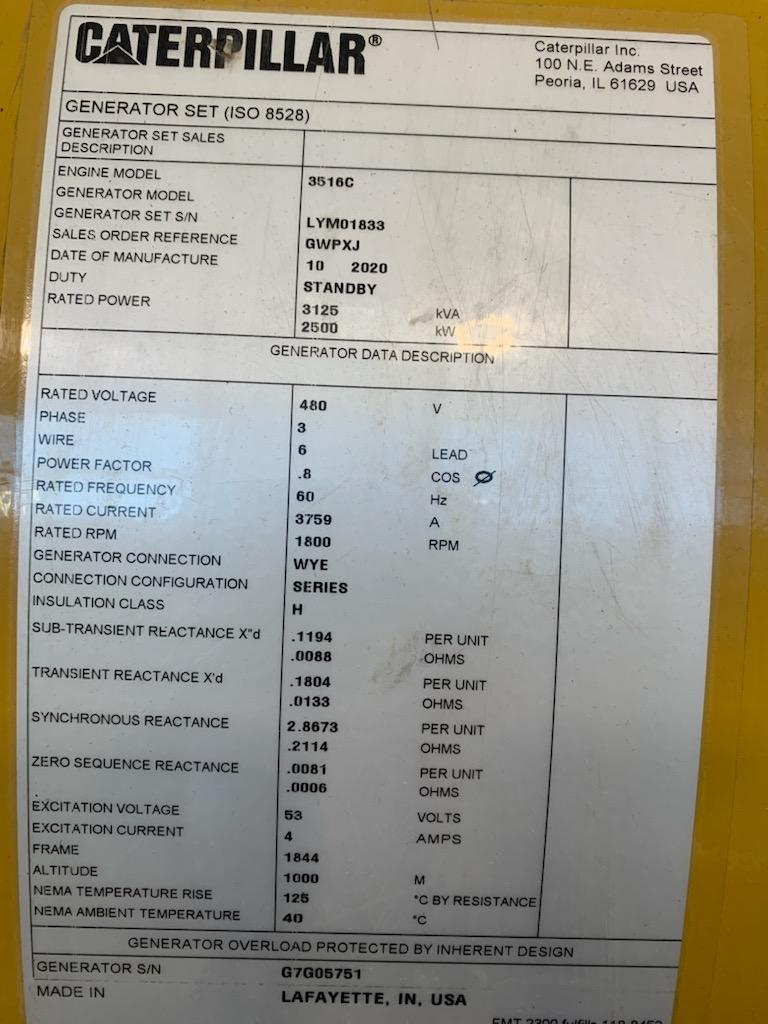 CATERPILLAR®
Caterpillar Inc.
100 N.E. Adams Street
Peoria, IL 61629 USA
GENERATOR SET (ISO 8528)
GENERATOR SET SALES
DESCRIPTION
ENGINE MODEL 3516C
GENERATOR MODEL
GENERATOR SET S/N LYM01833
SALES ORDER REFERENCE GWPXJ
DATE OF MANUFACTURE 10 2020
DUTY STANDBY
RATED POWER 3125 kVA
2500 kW
GENERATOR DATA DESCRIPTION
RATED VOLTAGE 480 V
PHASE 3
WIRE 6 LEAD
POWER FACTOR .8 COS Ø
RATED FREQUENCY 60 Hz
RATED CURRENT 3759 A
RATED RPM 1800 RPM
GENERATOR CONNECTION WYE
CONNECTION CONFIGURATION SERIES
INSULATION CLASS H
SUB-TRANSIENT REACTANCE X"d .1194 PER UNIT
.0088 OHMS
TRANSIENT REACTANCE X'd .1804 PER UNIT
.0133 OHMS
SYNCHRONOUS REACTANCE 2.8673 PER UNIT
.2114 OHMS
ZERO SEQUENCE REACTANCE .0081 PER UNIT
.0006 OHMS
EXCITATION VOLTAGE 53 VOLTS
EXCITATION CURRENT 4 AMPS
FRAME 1844
ALTITUDE 1000 M
NEMA TEMPERATURE RISE 125 °C BY RESISTANCE
NEMA AMBIENT TEMPERATURE 40 °C
GENERATOR OVERLOAD PROTECTED BY INHERENT DESIGN
GENERATOR S/N G7G05751
MADE IN LAFAYETTE, IN, USA